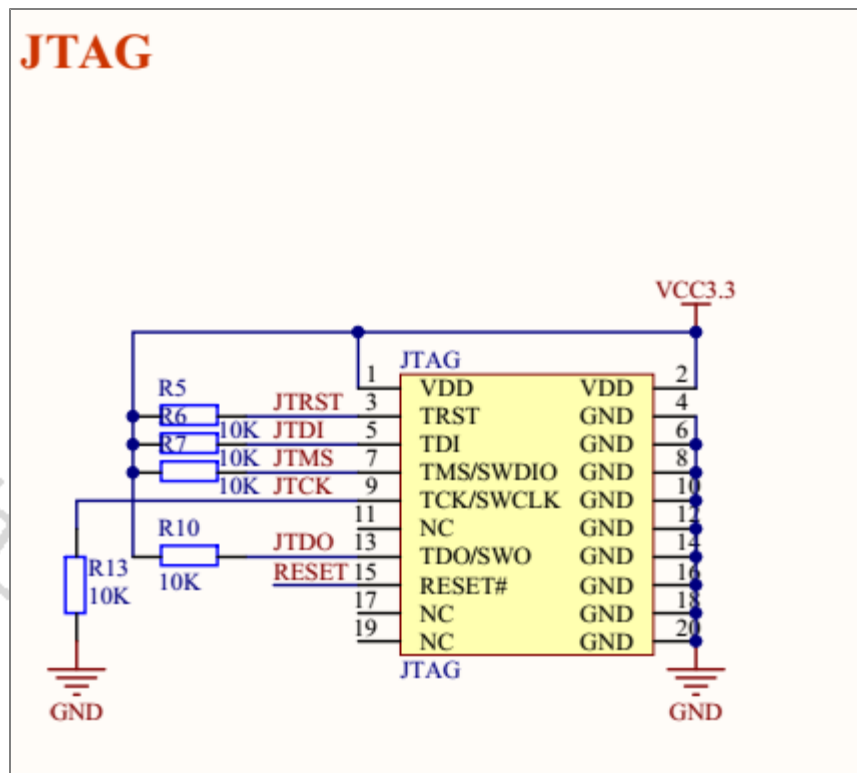 JTAG
VCC3.3
JTAG
1 VDD VDD 2
R5 JTRST 3 TRST GND 4
R6 10K JTDI 5 TDI GND 6
R7 10K JTMS 7 TMS/SWDIO GND 8
10K JTCK 9 TCK/SWCLK GND 10
11 NC GND 12
R10 JTDO 13 TDO/SWO GND 14
R13 10K 10K RESET 15 RESET# GND 16
17 NC GND 18
19 NC GND 20
JTAG
GND GND